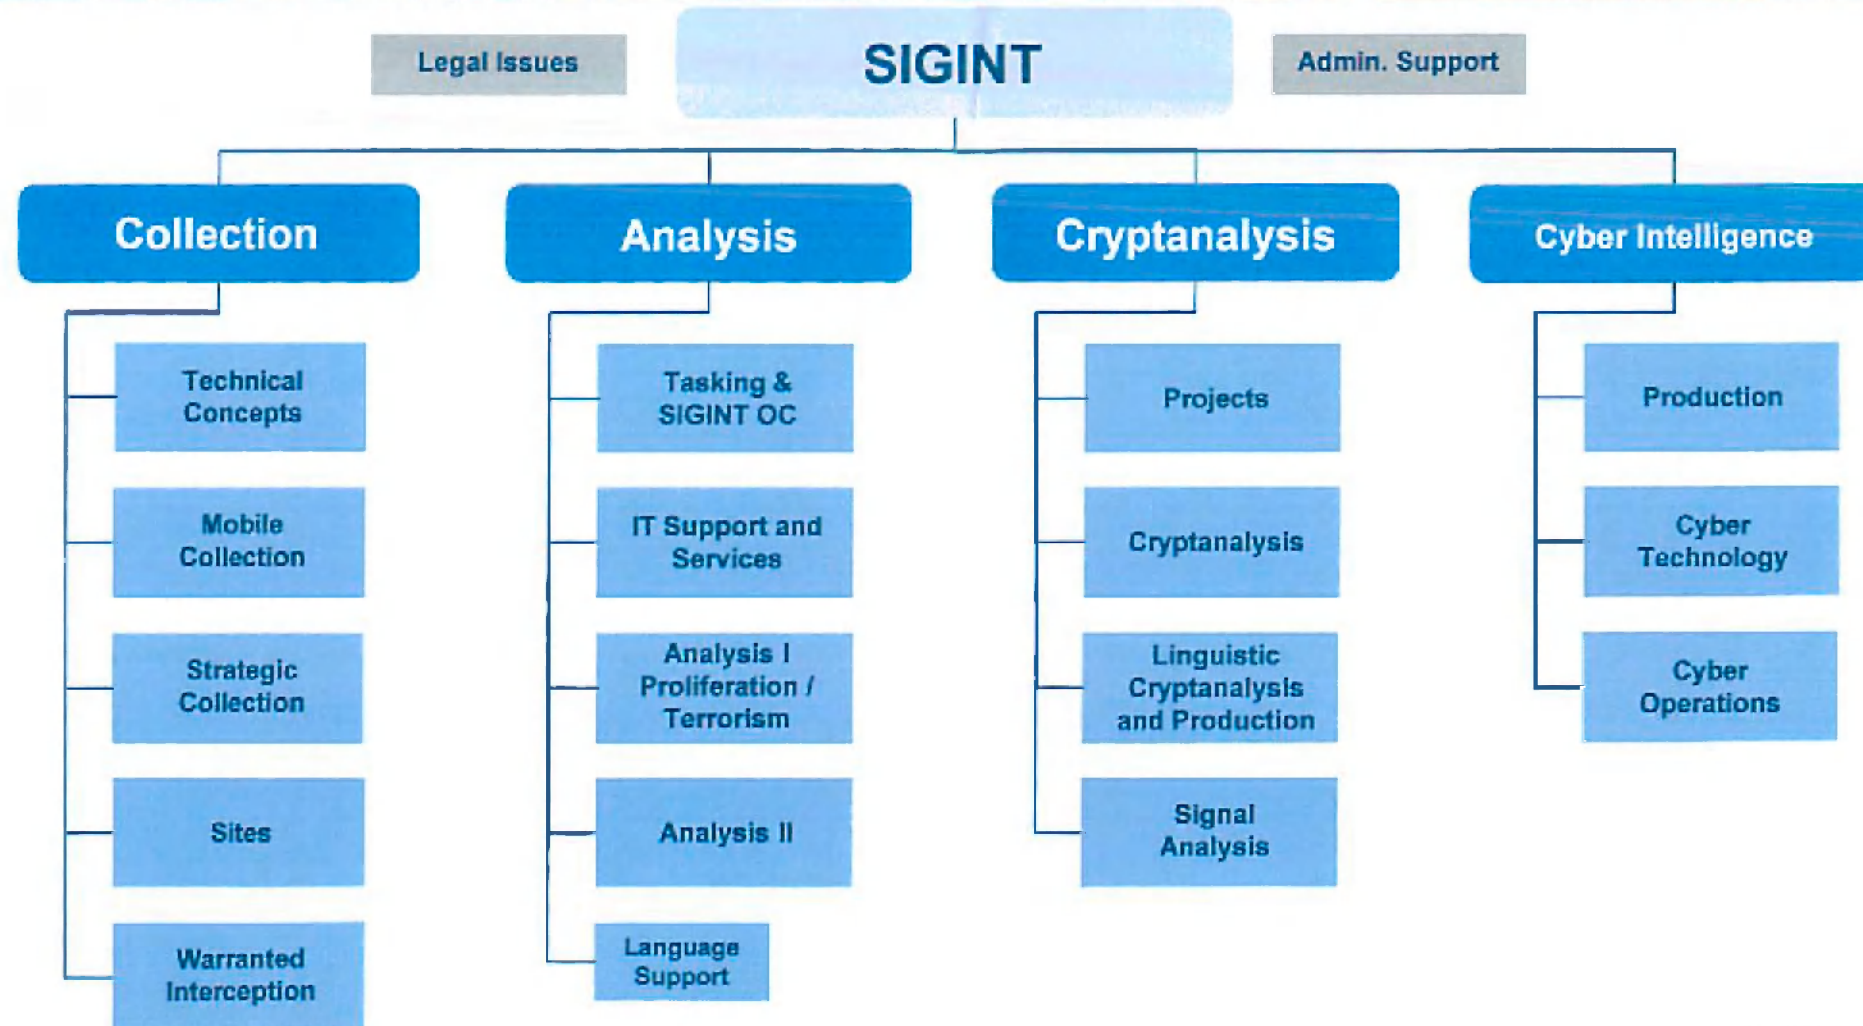 Legal Issues
SIGINT
Admin. Support
Collection
Analysis
Cryptanalysis
Cyber Intelligence
Technical
Concepts
Mobile
Collection
Strategic
Collection
Sites
Warranted
Interception
Tasking &
SIGINT OC
IT Support and
Services
Analysis I
Proliferation /
Terrorism
Analysis II
Language
Support
Projects
Cryptanalysis
Linguistic
Cryptanalysis
and Production
Signal
Analysis
Production
Cyber
Technology
Cyber
Operations